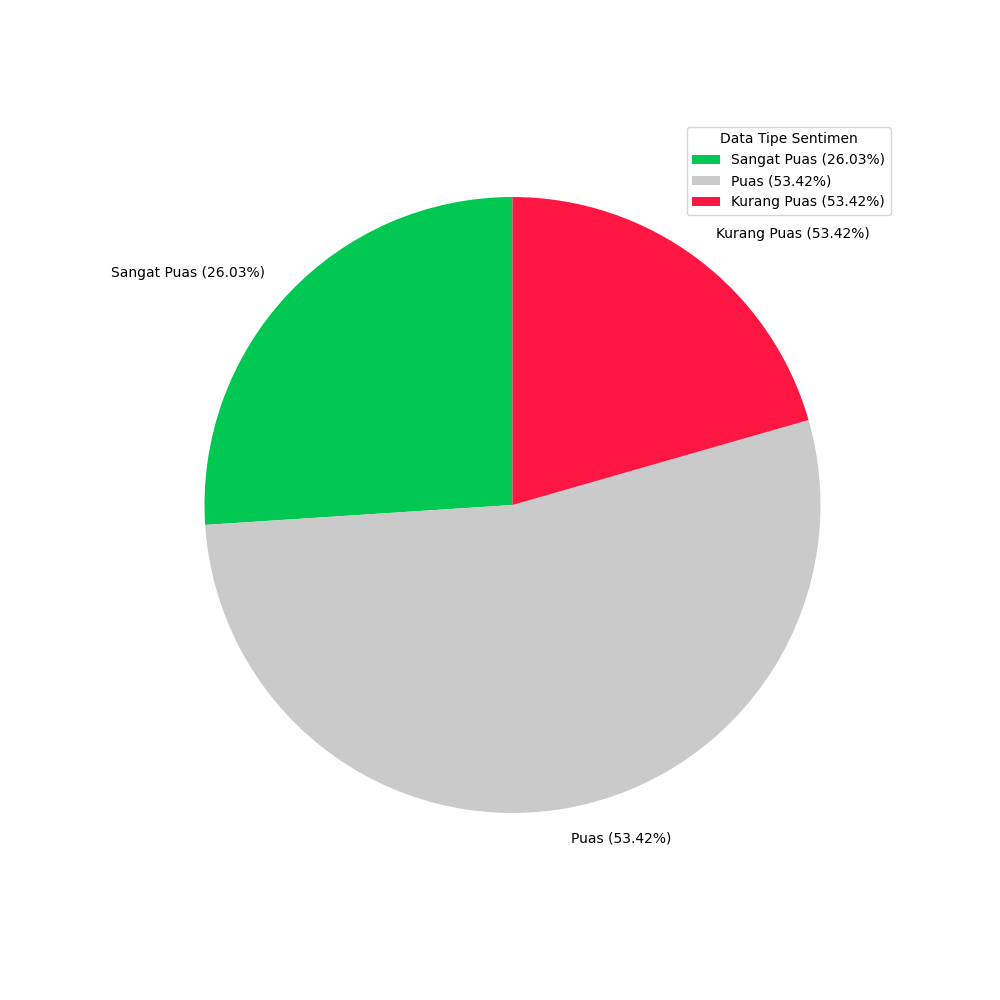 Data Tipe Sentimen
Sangat Puas (26.03%)
Puas (53.42%)
Kurang Puas (53.42%)
Kurang Puas (53.42%)
Sangat Puas (26.03%)
Puas (53.42%)